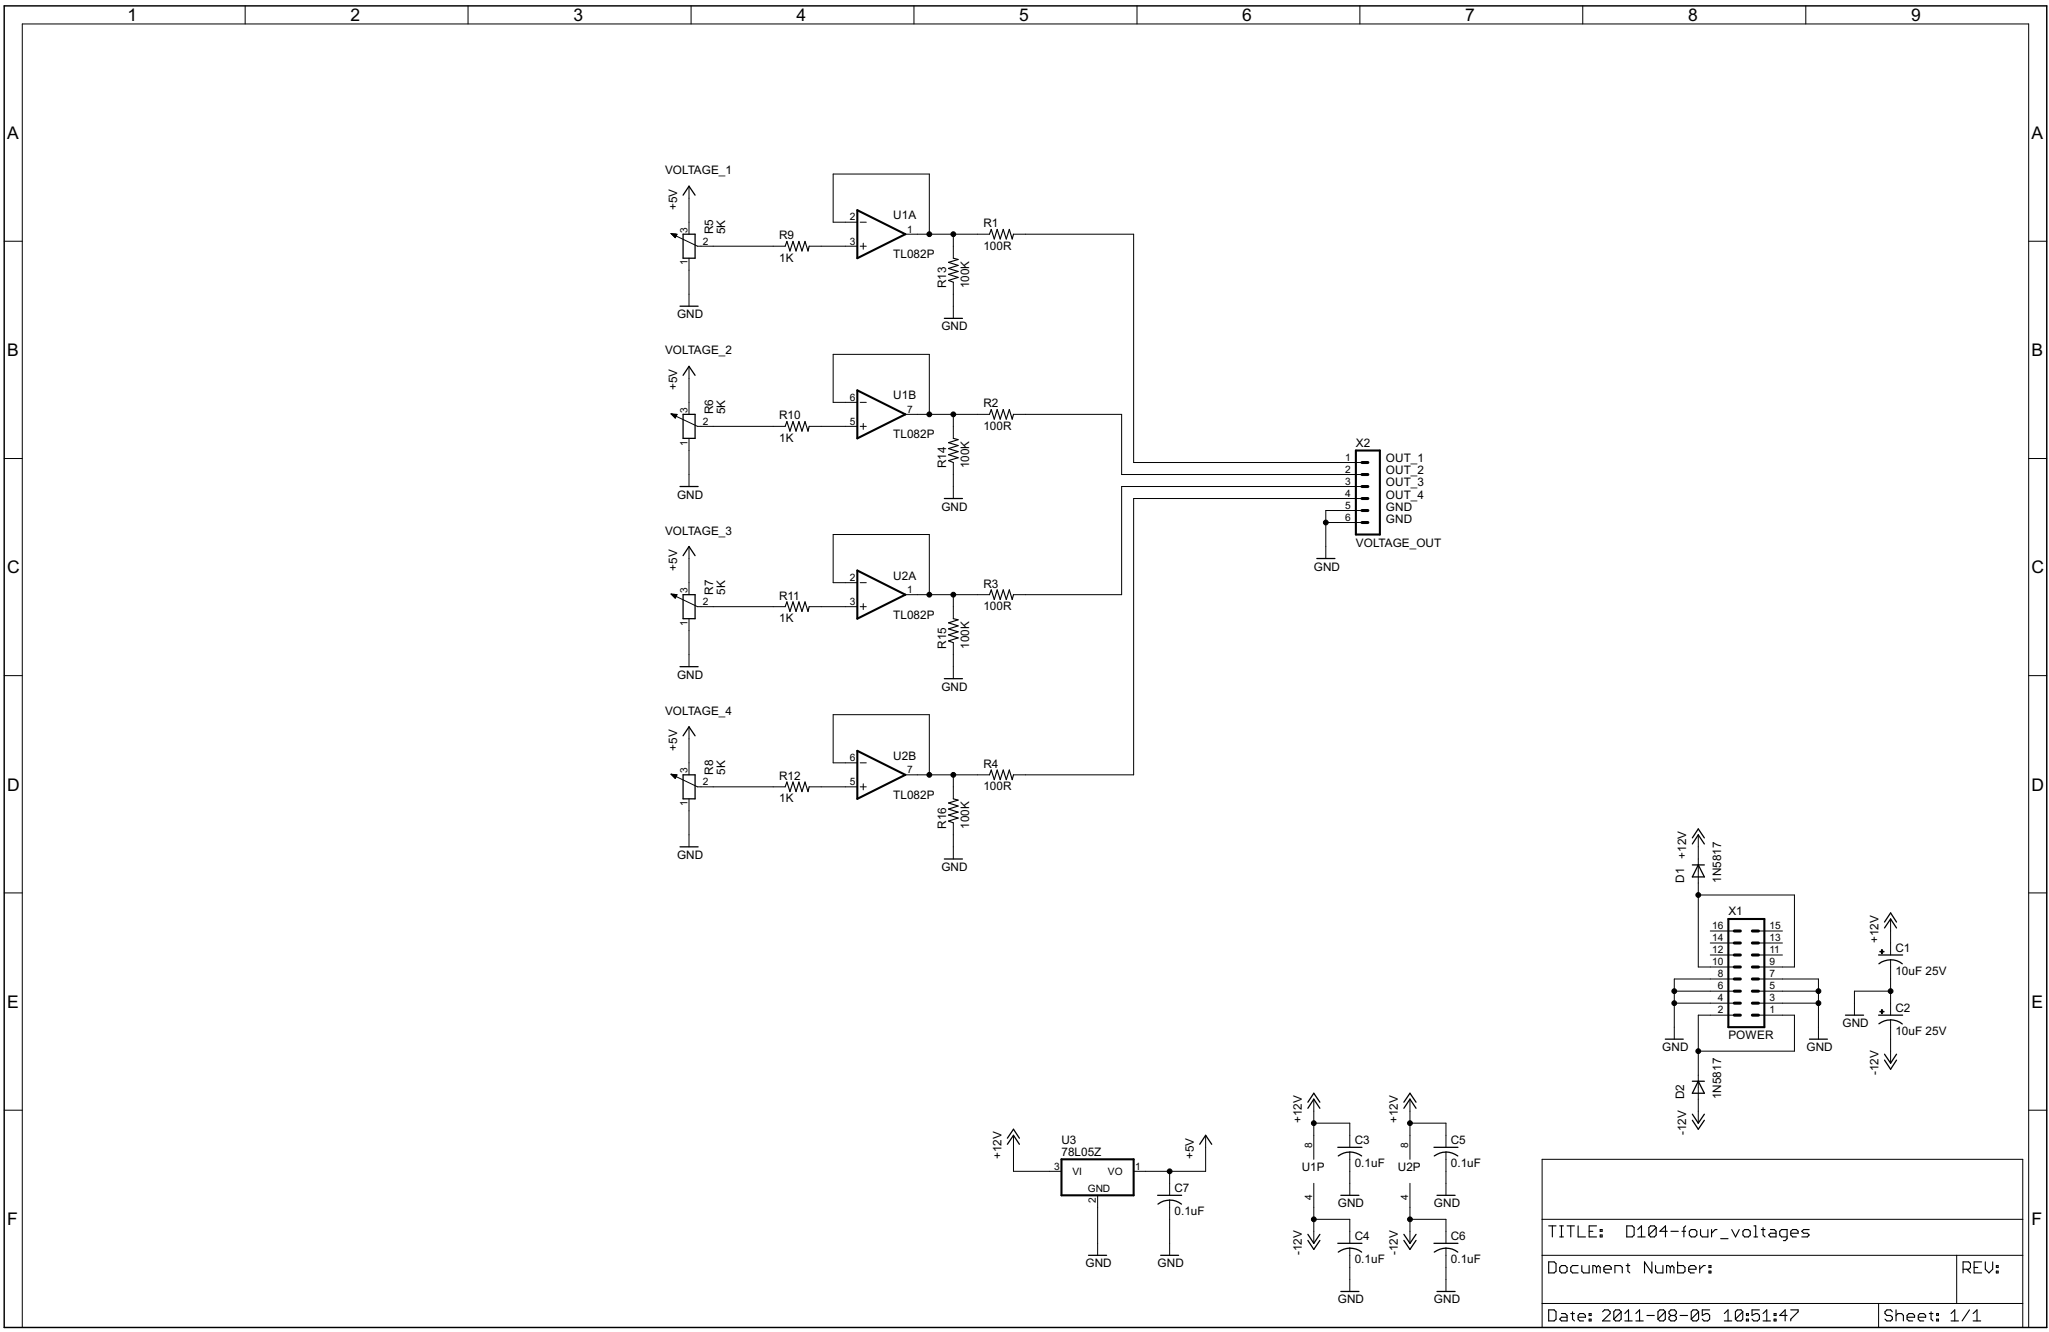 1 2 3 4 5 6 7 8 9
A A
B B
C C
D D
E E
F F
VOLTAGE_1
+5V
3
R5
5K
2
1
GND
R9
1K
2
3
U1A
1
TL082P
R13
100K
GND
R1
100R
VOLTAGE_2
+5V
3
R6
5K
2
1
GND
R10
1K
6
5
U1B
7
TL082P
R14
100K
GND
R2
100R
VOLTAGE_3
+5V
3
R7
5K
2
1
GND
R11
1K
2
3
U2A
1
TL082P
R15
100K
GND
R3
100R
VOLTAGE_4
+5V
3
R8
5K
2
1
GND
R12
1K
6
5
U2B
7
TL082P
R16
100K
GND
R4
100R
X2
1 OUT_1
2 OUT_2
3 OUT_3
4 OUT_4
5 GND
6 GND
VOLTAGE_OUT
GND
+12V
D1
1N5817
X1
16 15
14 13
12 11
10 9
8 7
6 5
4 3
2 1
POWER
GND
GND
D2
1N5817
-12V
+12V
+
C1
10uF 25V
GND
+
C2
10uF 25V
-12V
+12V
U3
78L05Z
3
VI VO
1
GND
2
GND
+5V
C7
0.1uF
GND
+12V
8
U1P
4
-12V
C3
0.1uF
GND
C4
0.1uF
GND
+12V
8
U2P
4
-12V
C5
0.1uF
GND
C6
0.1uF
GND
TITLE: D104-four_voltages
Document Number:
REV:
Date: 2011-08-05 10:51:47
Sheet: 1/1